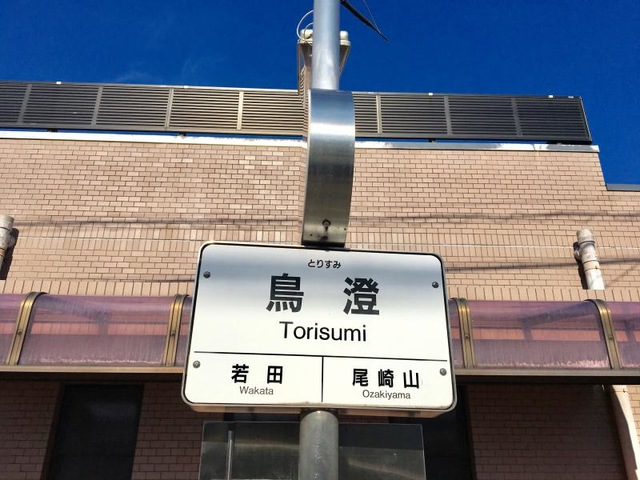 とりすみ
鳥澄
Torisumi
若田 尾崎山
Wakata Ozakiyama